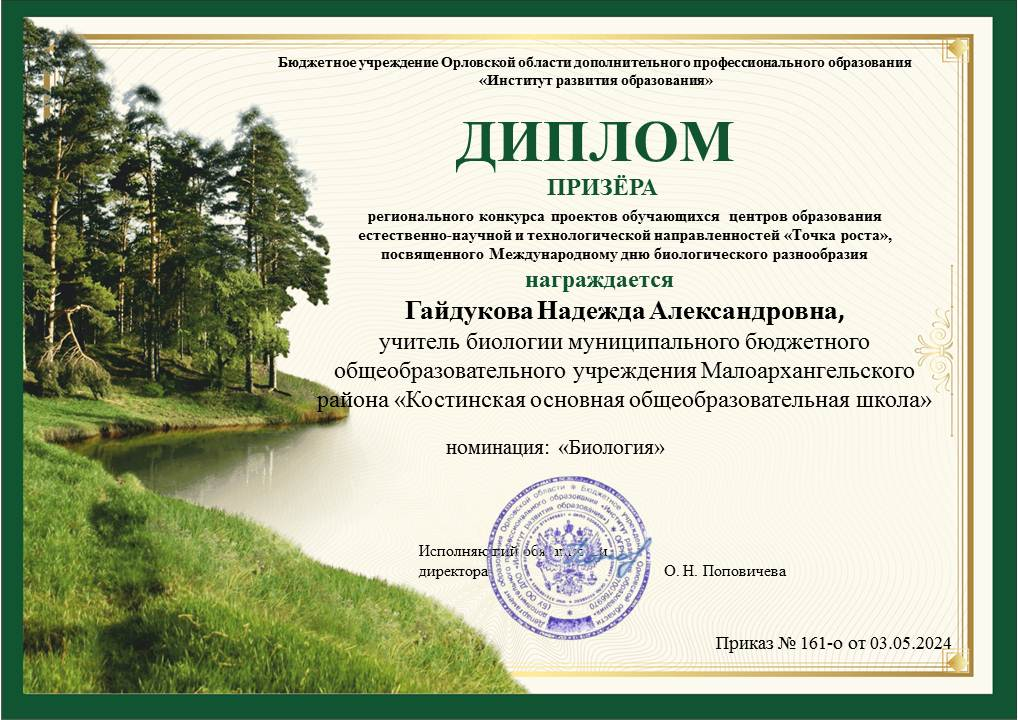 Бюджетное учреждение Орловской области дополнительного профессионального образования
«Институт развития образования»
ДИПЛОМ
ПРИЗЁРА
регионального конкурса проектов обучающихся центров образования
естественно-научной и технологической направленностей «Точка роста»,
посвященного Международному дню биологического разнообразия
награждается
Гайдукова Надежда Александровна,
учитель биологии муниципального бюджетного
общеобразовательного учреждения Малоархангельского
района «Костинская основная общеобразовательная школа»
номинация: «Биология»
Исполняющий
директора
О. Н. Поповичева
Приказ № 161-о от 03.05.2024